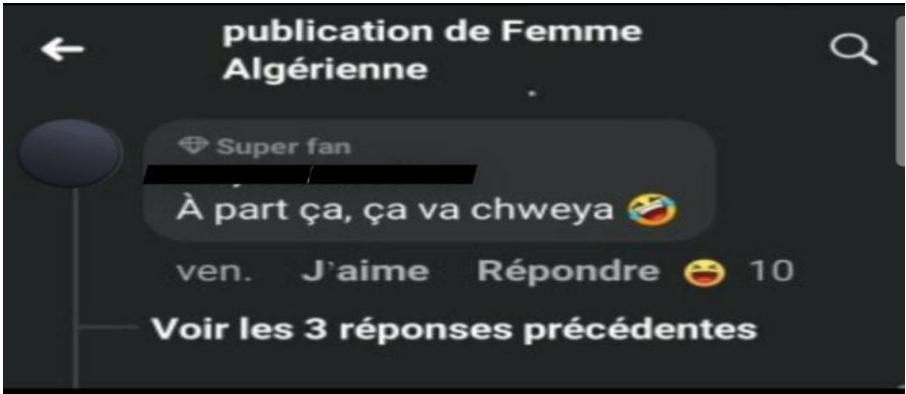 publication de Femme
Algérienne
Super fan
À part ça, ça va chweya 🤣
ven. J'aime Répondre 😆 10
Voir les 3 réponses précédentes